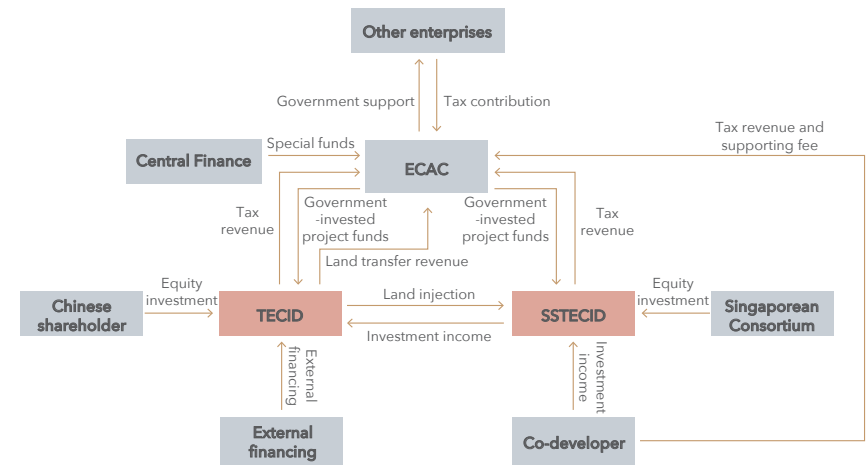 Other enterprises
Government support
Tax contribution
Tax revenue and
supporting fee
Central Finance
Special funds
ECAC
Tax
revenue
Government
-invested
project funds
Land transfer revenue
Government
-invested
project funds
Tax
revenue
Chinese
shareholder
Equity
investment
TECID
Land injection
Investment income
SSTECID
Equity
investment
Singaporean
Consortium
External
financing
Investment
income
External
financing
Co-developer